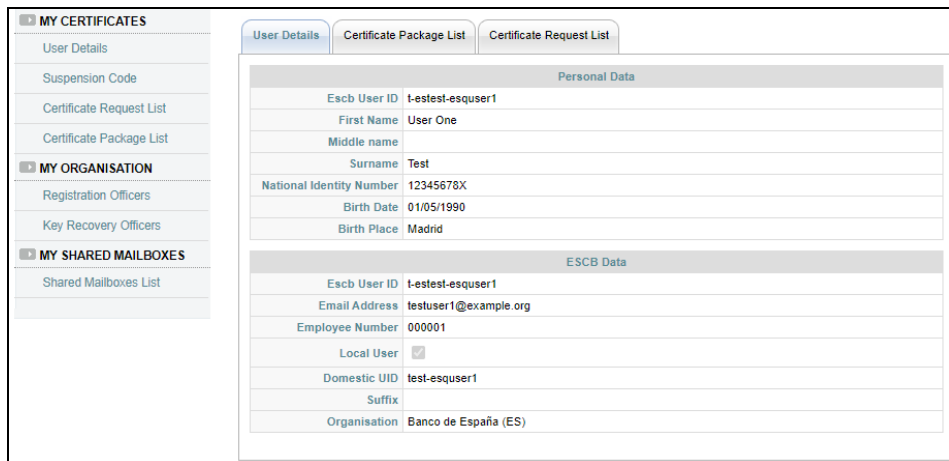 MY CERTIFICATES
User Details
Suspension Code
Certificate Request List
Certificate Package List
MY ORGANISATION
Registration Officers
Key Recovery Officers
MY SHARED MAILBOXES
Shared Mailboxes List
User Details Certificate Package List Certificate Request List
Personal Data
Escb User ID t-estest-esquser1
First Name User One
Middle name
Surname Test
National Identity Number 12345678X
Birth Date 01/05/1990
Birth Place Madrid
ESCB Data
Escb User ID t-estest-esquser1
Email Address testuser1@example.org
Employee Number 000001
Local User
Domestic UID test-esquser1
Suffix
Organisation Banco de España (ES)